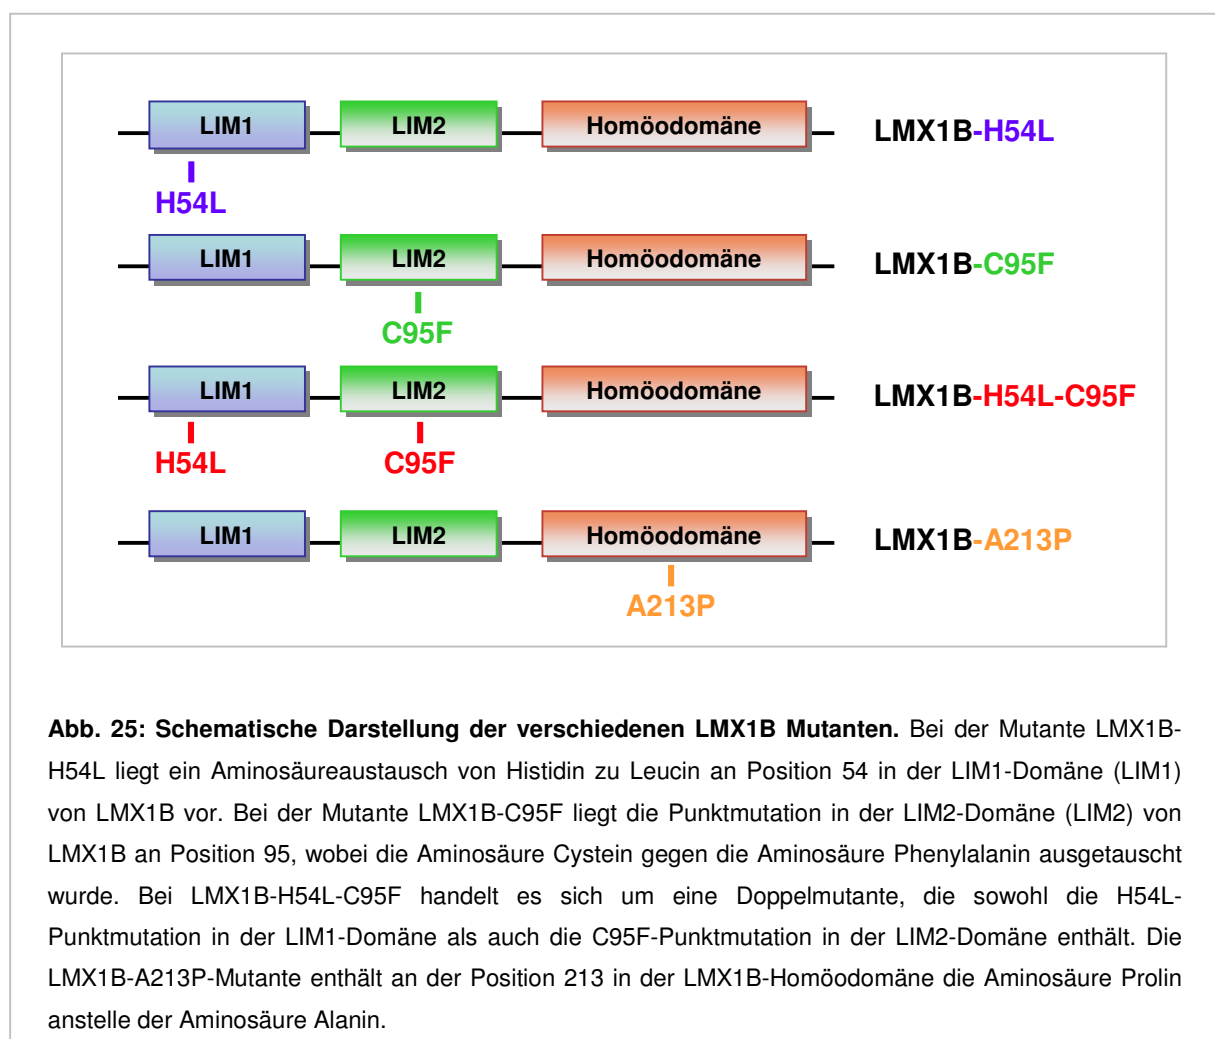 LIM1 LIM2 Homöodomäne LMX1B-H54L
H54L
LIM1 LIM2 Homöodomäne LMX1B-C95F
C95F
LIM1 LIM2 Homöodomäne LMX1B-H54L-C95F
H54L C95F
LIM1 LIM2 Homöodomäne LMX1B-A213P
A213P
Abb. 25: Schematische Darstellung der verschiedenen LMX1B Mutanten. Bei der Mutante LMX1B-
H54L liegt ein Aminosäureaustausch von Histidin zu Leucin an Position 54 in der LIM1-Domäne (LIM1)
von LMX1B vor. Bei der Mutante LMX1B-C95F liegt die Punktmutation in der LIM2-Domäne (LIM2) von
LMX1B an Position 95, wobei die Aminosäure Cystein gegen die Aminosäure Phenylalanin ausgetauscht
wurde. Bei LMX1B-H54L-C95F handelt es sich um eine Doppelmutante, die sowohl die H54L-
Punktmutation in der LIM1-Domäne als auch die C95F-Punktmutation in der LIM2-Domäne enthält. Die
LMX1B-A213P-Mutante enthält an der Position 213 in der LMX1B-Homöodomäne die Aminosäure Prolin
anstelle der Aminosäure Alanin.